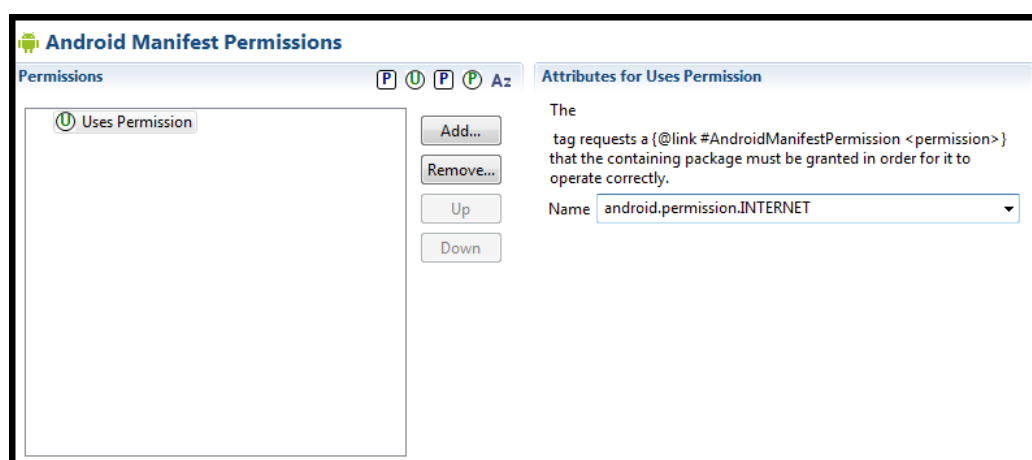 Android Manifest Permissions
Permissions
P U P P Az
U Uses Permission
Add...
Remove...
Up
Down
Attributes for Uses Permission
The
tag requests a {@link #AndroidManifestPermission <permission>}
that the containing package must be granted in order for it to
operate correctly.
Name android.permission.INTERNET